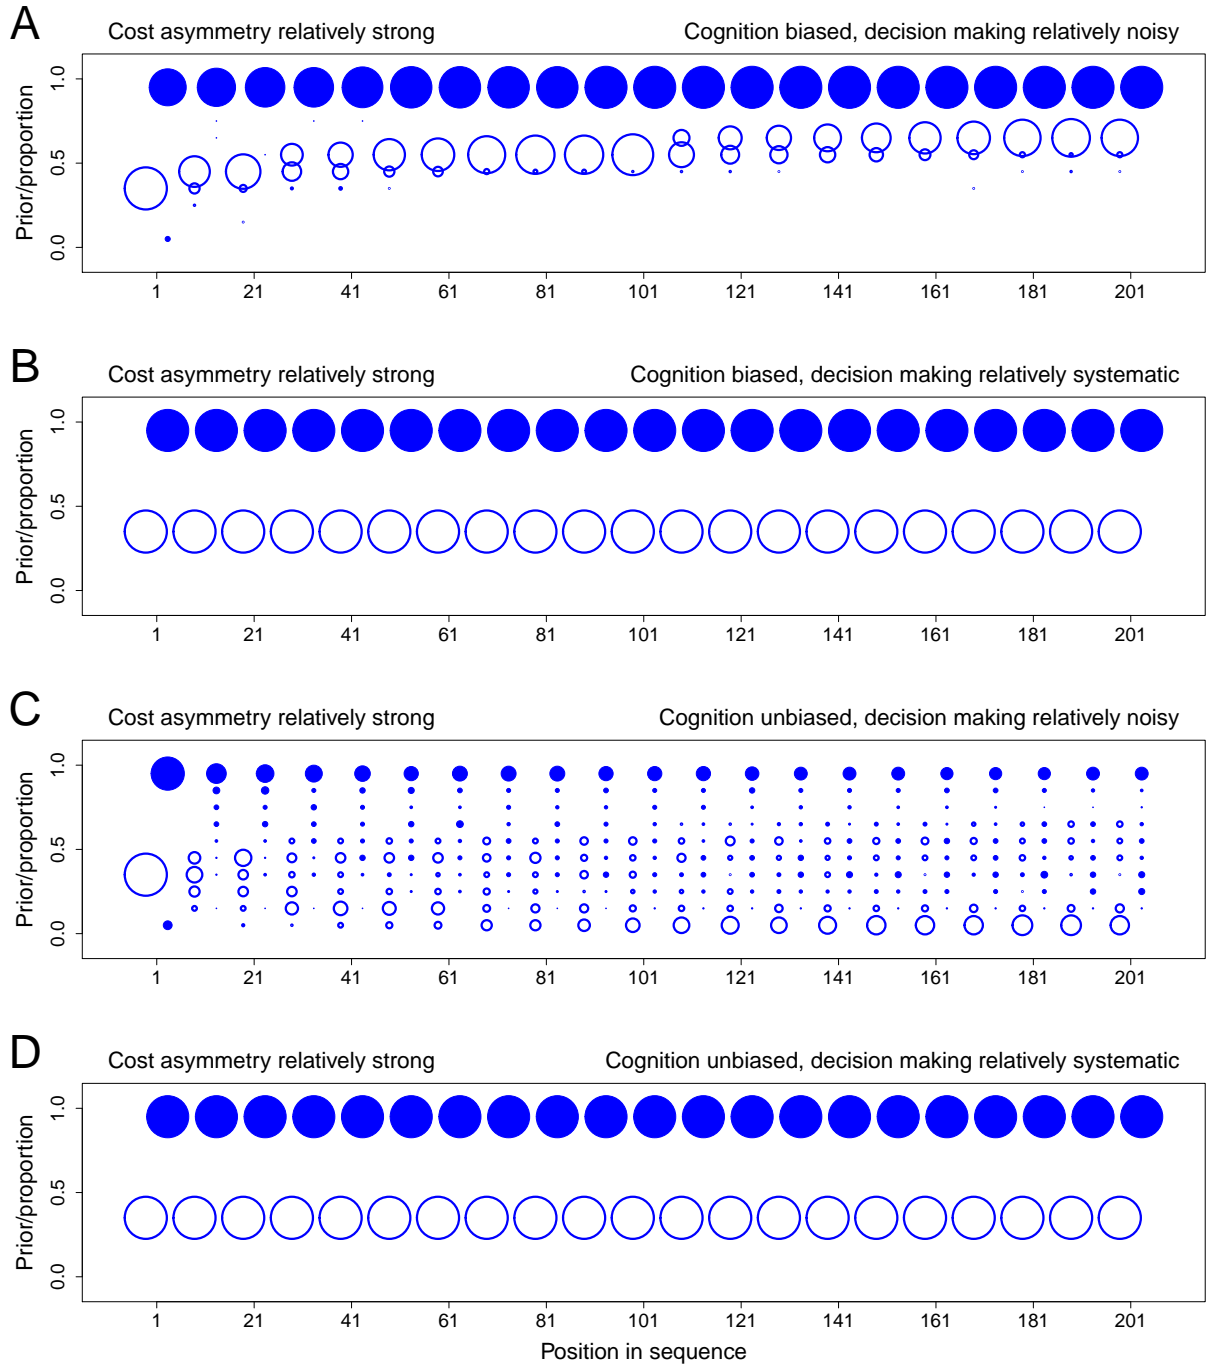 A
Cost asymmetry relatively strong
Cognition biased, decision making relatively noisy
Prior/proportion
1.0
0.5
0.0
1 21 41 61 81 101 121 141 161 181 201
B
Cost asymmetry relatively strong
Cognition biased, decision making relatively systematic
Prior/proportion
1.0
0.5
0.0
1 21 41 61 81 101 121 141 161 181 201
C
Cost asymmetry relatively strong
Cognition unbiased, decision making relatively noisy
Prior/proportion
1.0
0.5
0.0
1 21 41 61 81 101 121 141 161 181 201
D
Cost asymmetry relatively strong
Cognition unbiased, decision making relatively systematic
Prior/proportion
1.0
0.5
0.0
1 21 41 61 81 101 121 141 161 181 201
Position in sequence